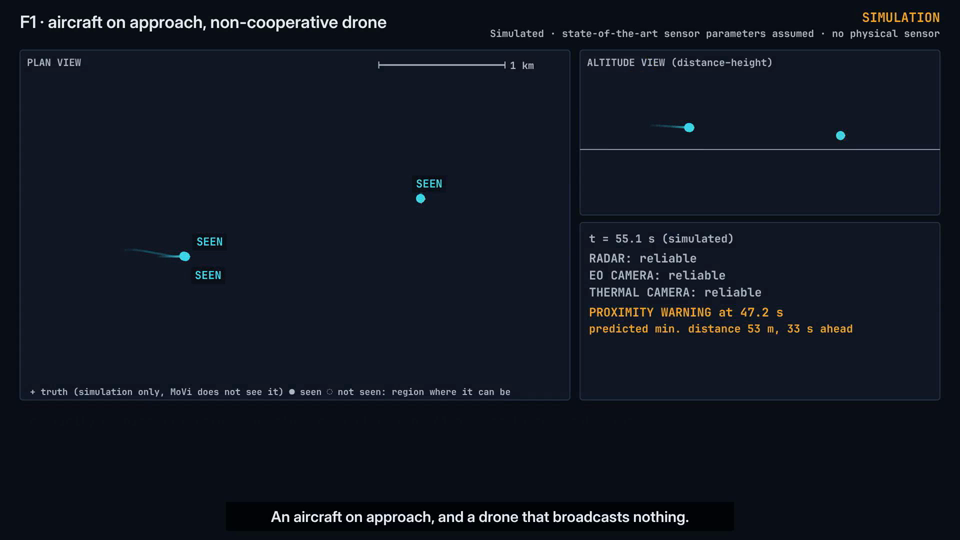 F1 · aircraft on approach, non-cooperative drone
SIMULATION
Simulated · state-of-the-art sensor parameters assumed · no physical sensor
PLAN VIEW
1 km
SEEN
SEEN
SEEN
+ truth (simulation only, MoVi does not see it) ● seen ○ not seen: region where it can be
ALTITUDE VIEW (distance-height)
t = 55.1 s (simulated)
RADAR: reliable
EO CAMERA: reliable
THERMAL CAMERA: reliable
PROXIMITY WARNING at 47.2 s
predicted min. distance 53 m, 33 s ahead
An aircraft on approach, and a drone that broadcasts nothing.